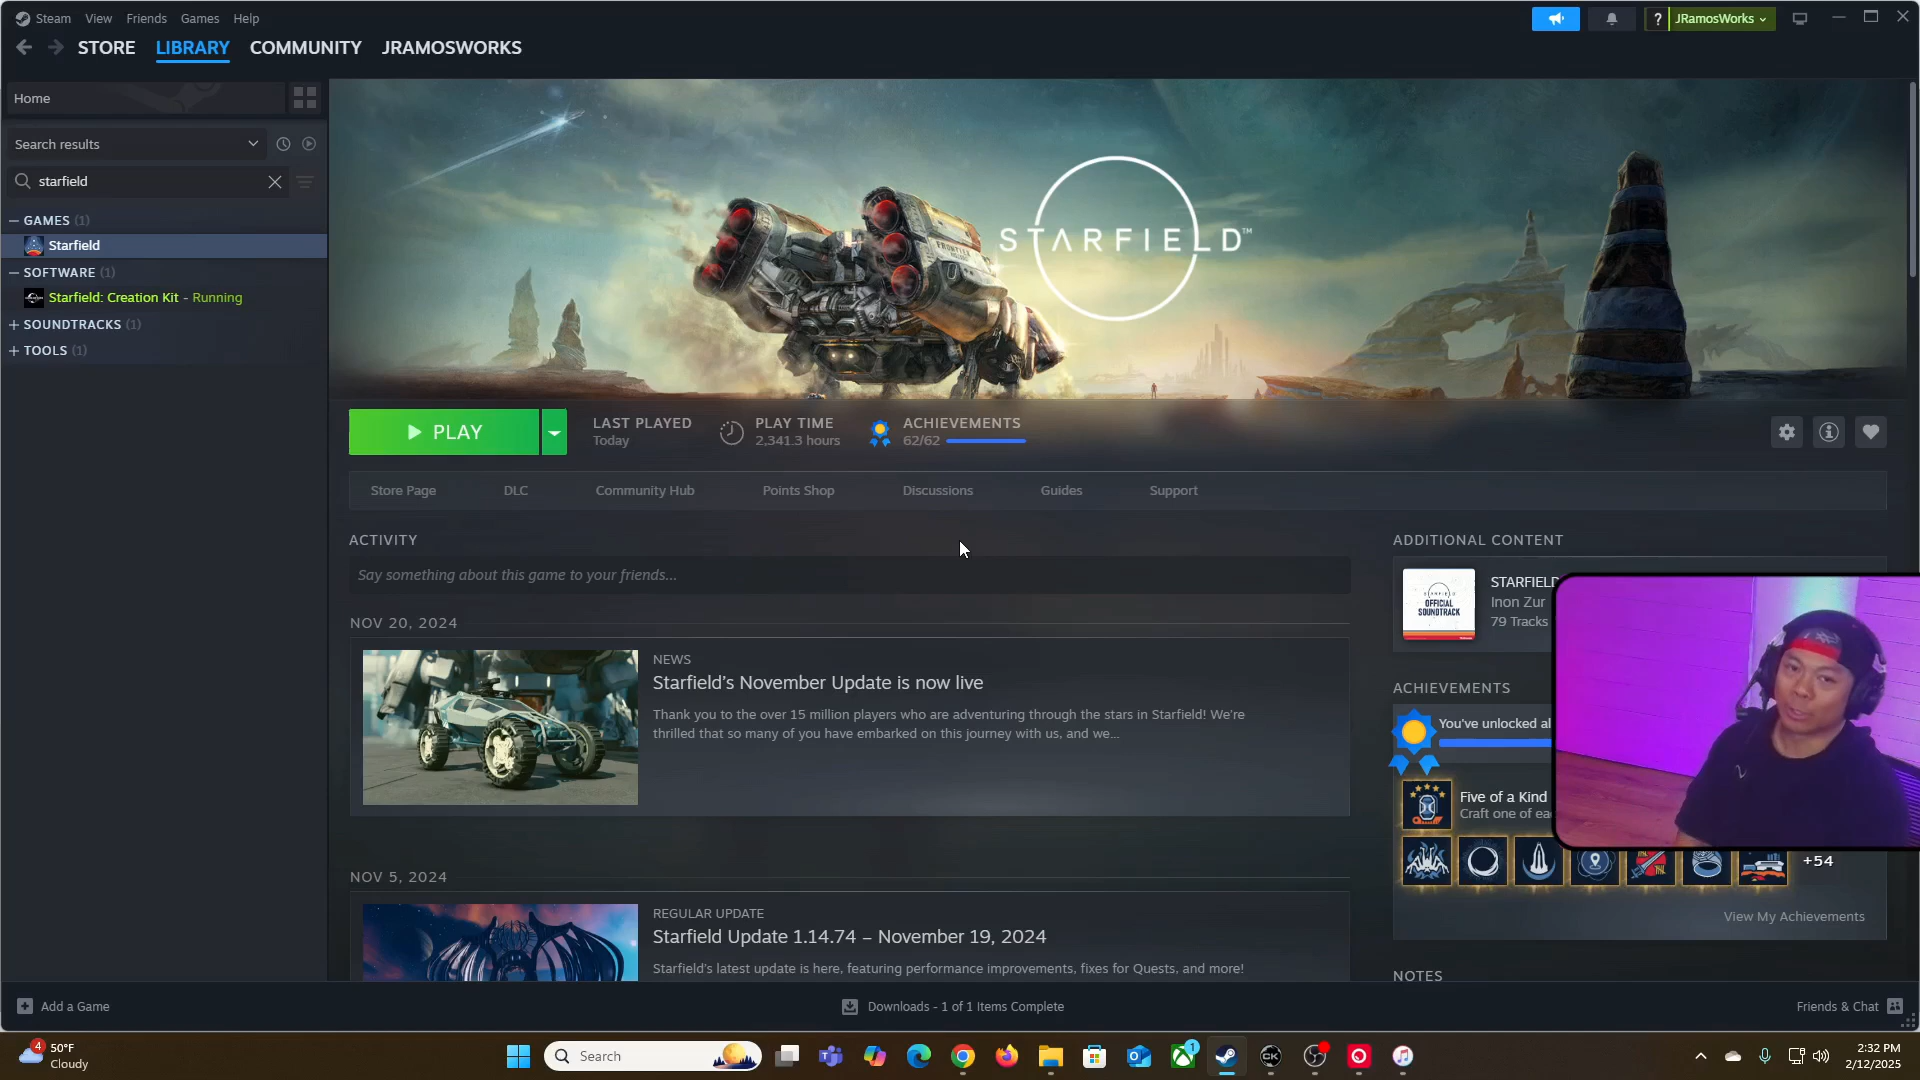 Steam View Friends Games Help
? JRamosWorks
STORE LIBRARY COMMUNITY JRAMOSWORKS
Home
Search results
starfield
GAMES (1)
Starfield
SOFTWARE (1)
Starfield: Creation Kit - Running
SOUNDTRACKS (1)
TOOLS (1)
STARFIELD™
PLAY
LAST PLAYED
Today
PLAY TIME
2,341.3 hours
ACHIEVEMENTS
62/62
Store Page DLC Community Hub Points Shop Discussions Guides Support
ACTIVITY
Say something about this game to your friends...
NOV 20, 2024
NEWS
Starfield's November Update is now live
Thank you to the over 15 million players who are adventuring through the stars in Starfield! We're
thrilled that so many of you have embarked on this journey with us, and we...
NOV 5, 2024
REGULAR UPDATE
Starfield Update 1.14.74 – November 19, 2024
Starfield's latest update is here, featuring performance improvements, fixes for Quests, and more!
ADDITIONAL CONTENT
OFFICIAL
SOUNDTRACK
STARFIELD
Inon Zur
79 Tracks
ACHIEVEMENTS
You've unlocked al
Five of a Kind
Craft one of ea
+54
View My Achievements
NOTES
Add a Game
Downloads - 1 of 1 Items Complete
Friends & Chat
4
50°F
Cloudy
Search
1
CK
2:32 PM
2/12/2025